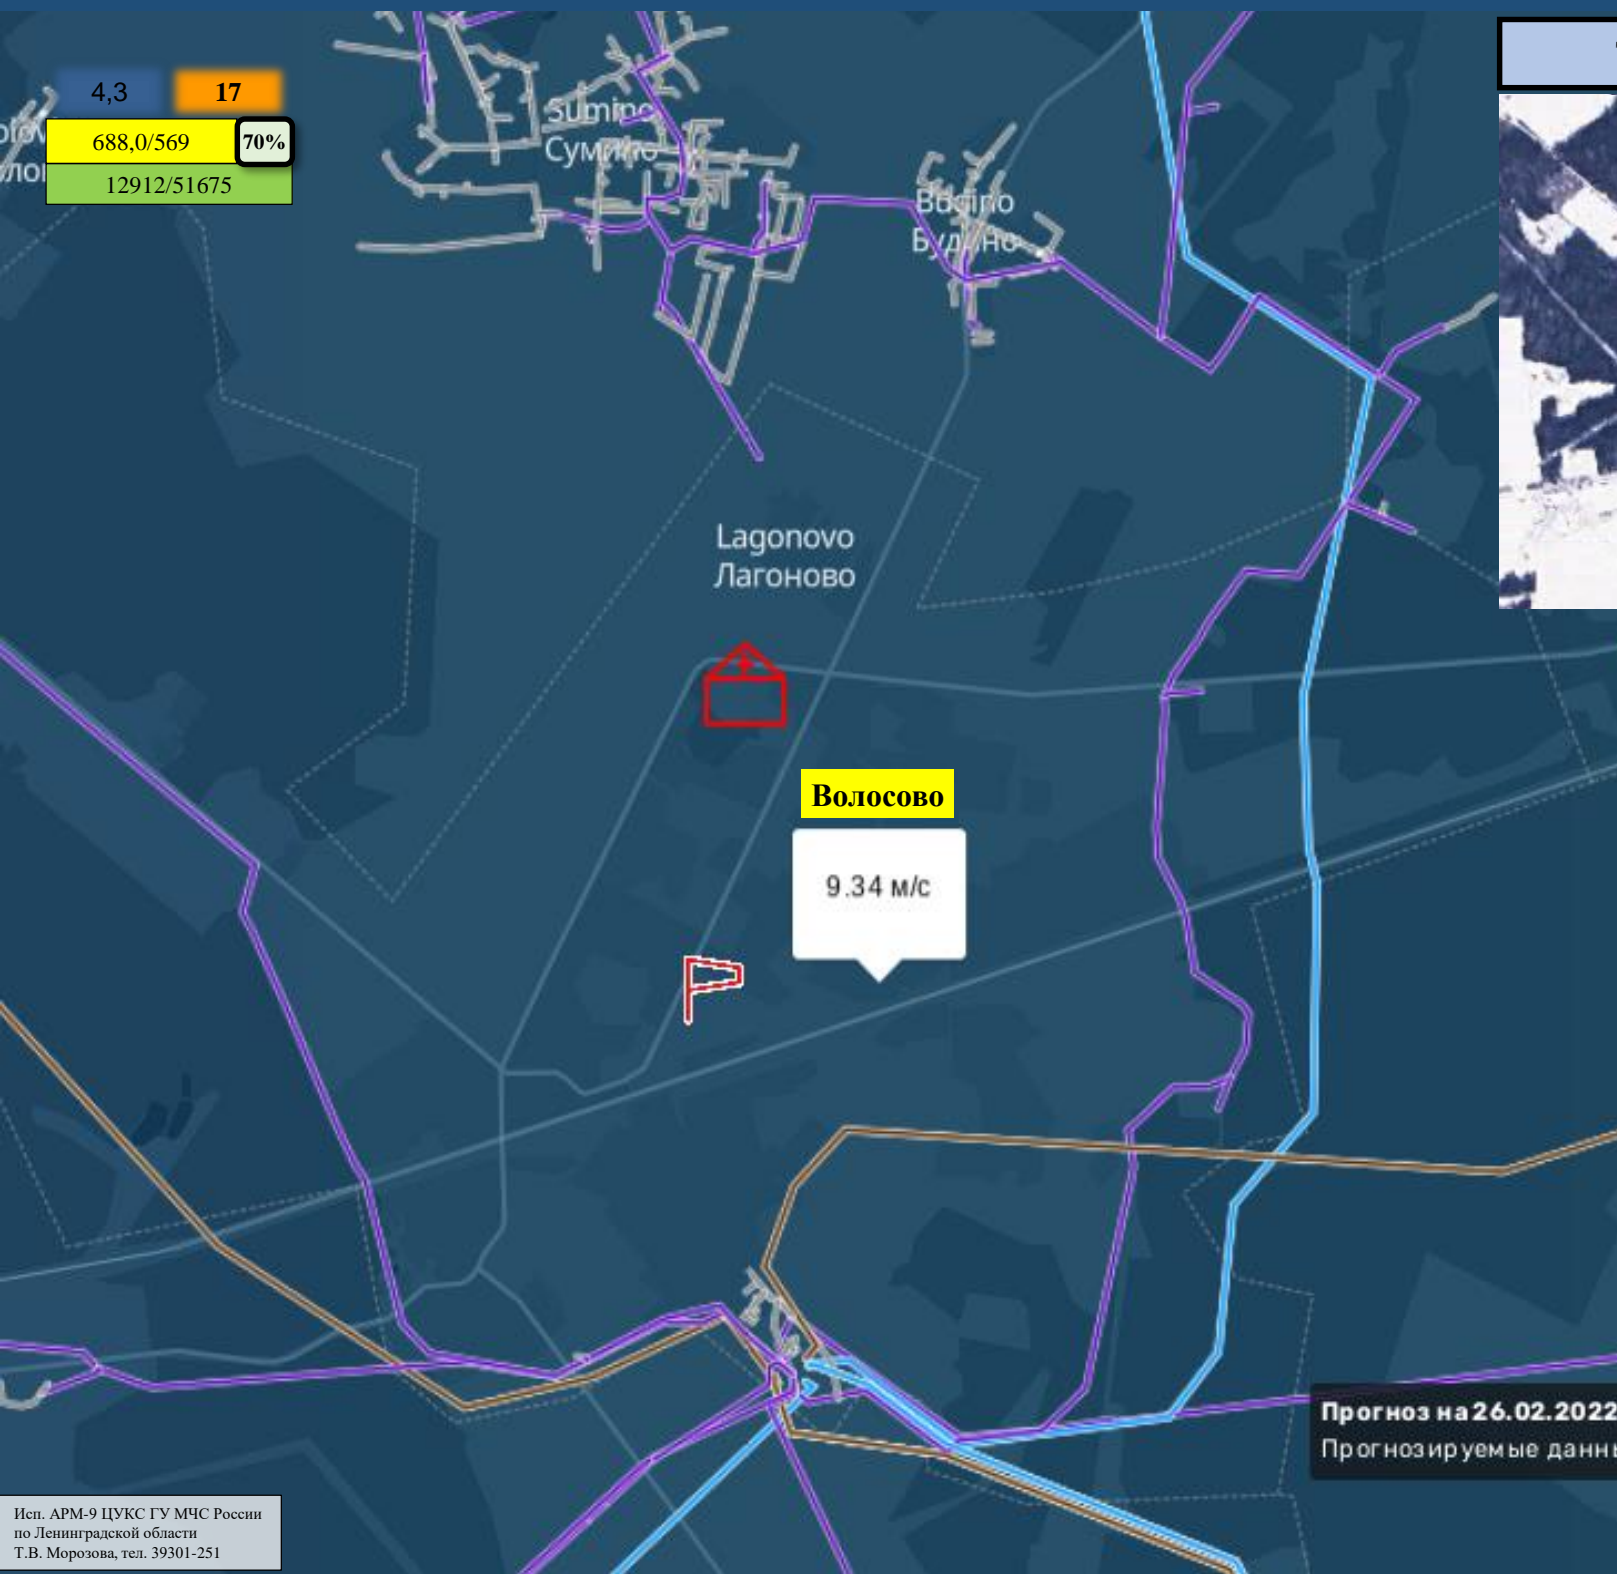 4,3
17
688,0/569
70%
12912/51675
Sumino
Сумино
Budino
Будино
Lagonovo
Лагоново
Волосово
9.34 м/с
Прогноз на 26.02.2022
Прогнозируемые
Исп. АРМ-9 ЦУКС ГУ МЧС России
по Ленинградской области
Т.В. Морозова, тел. 39301-251